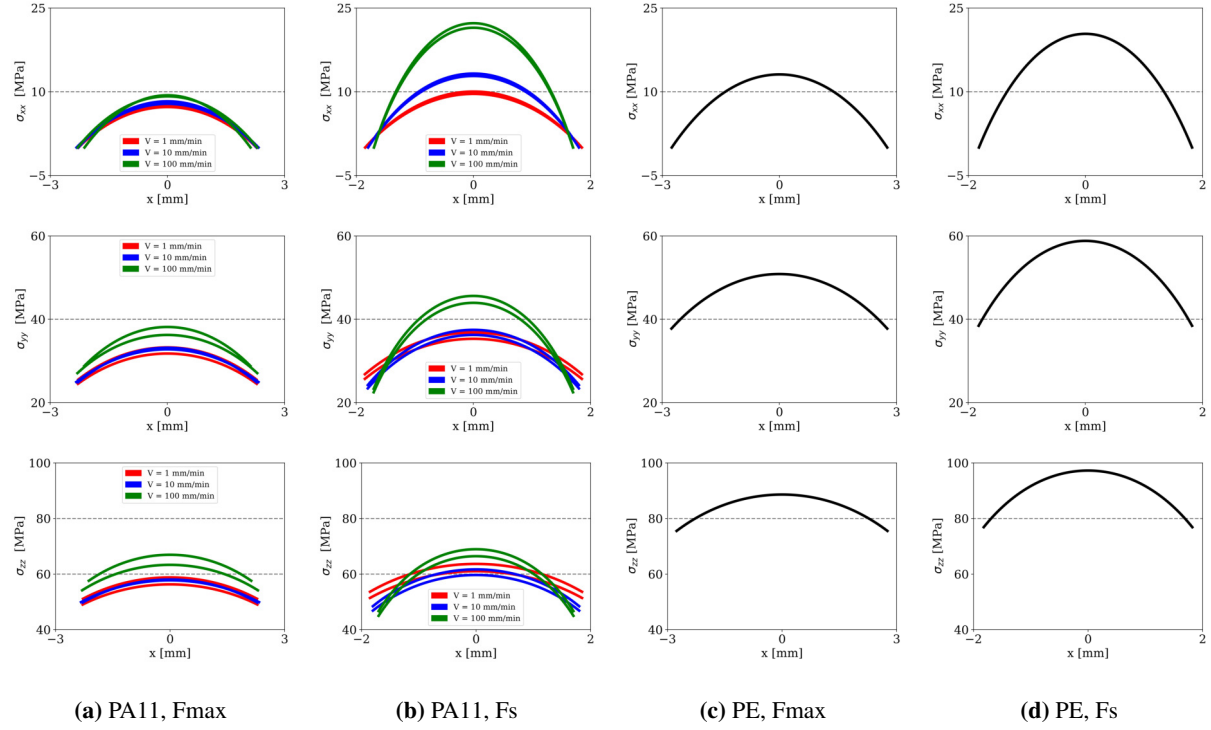 25
10
−5
σxx [MPa]
−3
0
3
x [mm]
V = 1 mm/min
V = 10 mm/min
V = 100 mm/min
25
10
−5
σxx [MPa]
−2
0
2
x [mm]
V = 1 mm/min
V = 10 mm/min
V = 100 mm/min
25
10
−5
σxx [MPa]
−3
0
3
x [mm]
25
10
−5
σxx [MPa]
−2
0
2
x [mm]
60
40
20
σyy [MPa]
−3
0
3
x [mm]
V = 1 mm/min
V = 10 mm/min
V = 100 mm/min
60
40
20
σyy [MPa]
−2
0
2
x [mm]
V = 1 mm/min
V = 10 mm/min
V = 100 mm/min
60
40
20
σyy [MPa]
−3
0
3
x [mm]
60
40
20
σyy [MPa]
−2
0
2
x [mm]
100
80
60
40
σzz [MPa]
−3
0
3
x [mm]
V = 1 mm/min
V = 10 mm/min
V = 100 mm/min
100
80
60
40
σzz [MPa]
−2
0
2
x [mm]
V = 1 mm/min
V = 10 mm/min
V = 100 mm/min
100
80
60
40
σzz [MPa]
−3
0
3
x [mm]
100
80
60
40
σzz [MPa]
−2
0
2
x [mm]
(a) PA11, Fmax
(b) PA11, Fs
(c) PE, Fmax
(d) PE, Fs